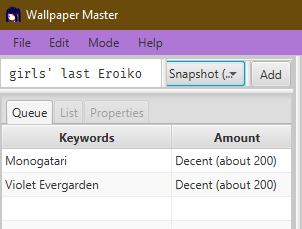 Wallpaper Master
File Edit Mode Help
girls' last Eroiko Snapshot (... Add
Queue List Properties
Keywords Amount
Monogatari Decent (about 200)
Violet Evergarden Decent (about 200)